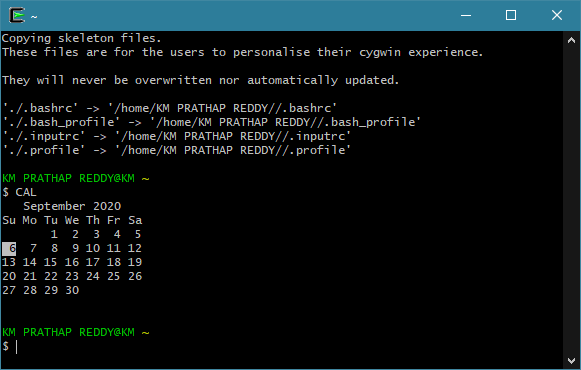 ~
Copying skeleton files.
These files are for the users to personalise their cygwin experience.
They will never be overwritten nor automatically updated.
'./.bashrc' -> '/home/KM PRATHAP REDDY//.bashrc'
'./.bash_profile' -> '/home/KM PRATHAP REDDY//.bash_profile'
'./.inputrc' -> '/home/KM PRATHAP REDDY//.inputrc'
'./.profile' -> '/home/KM PRATHAP REDDY//.profile'
KM PRATHAP REDDY@KM ~
$ CAL
   September 2020
Su Mo Tu We Th Fr Sa
       1  2  3  4  5
 6  7  8  9 10 11 12
13 14 15 16 17 18 19
20 21 22 23 24 25 26
27 28 29 30
KM PRATHAP REDDY@KM ~
$